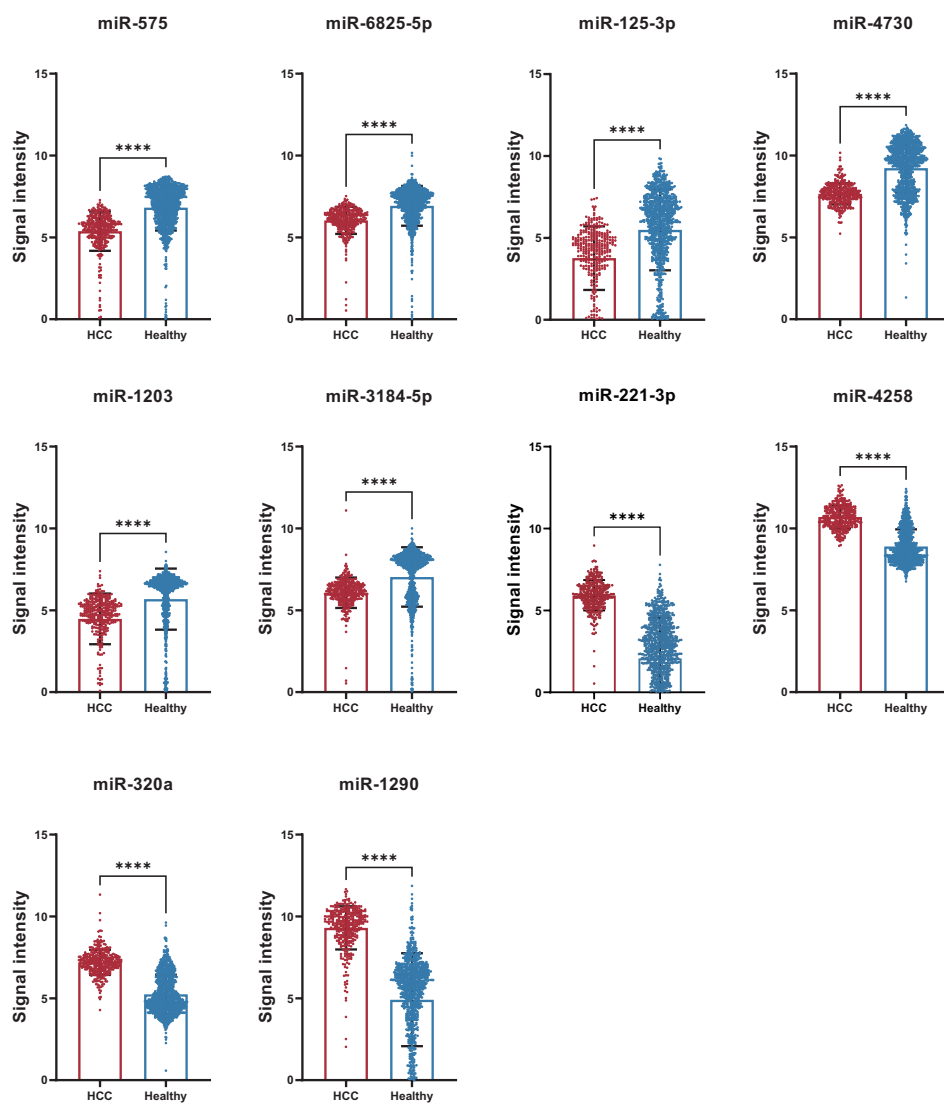 miR-575
miR-6825-5p
miR-125-3p
miR-4730
15
10
5
0
Signal intensity
****
HCC
Healthy
15
10
5
0
Signal intensity
****
HCC
Healthy
15
10
5
0
Signal intensity
****
HCC
Healthy
15
10
5
0
Signal intensity
****
HCC
Healthy
miR-1203
miR-3184-5p
miR-221-3p
miR-4258
15
10
5
0
Signal intensity
****
HCC
Healthy
15
10
5
0
Signal intensity
****
HCC
Healthy
15
10
5
0
Signal intensity
****
HCC
Healthy
15
10
5
0
Signal intensity
****
HCC
Healthy
miR-320a
miR-1290
15
10
5
0
Signal intensity
****
HCC
Healthy
15
10
5
0
Signal intensity
****
HCC
Healthy